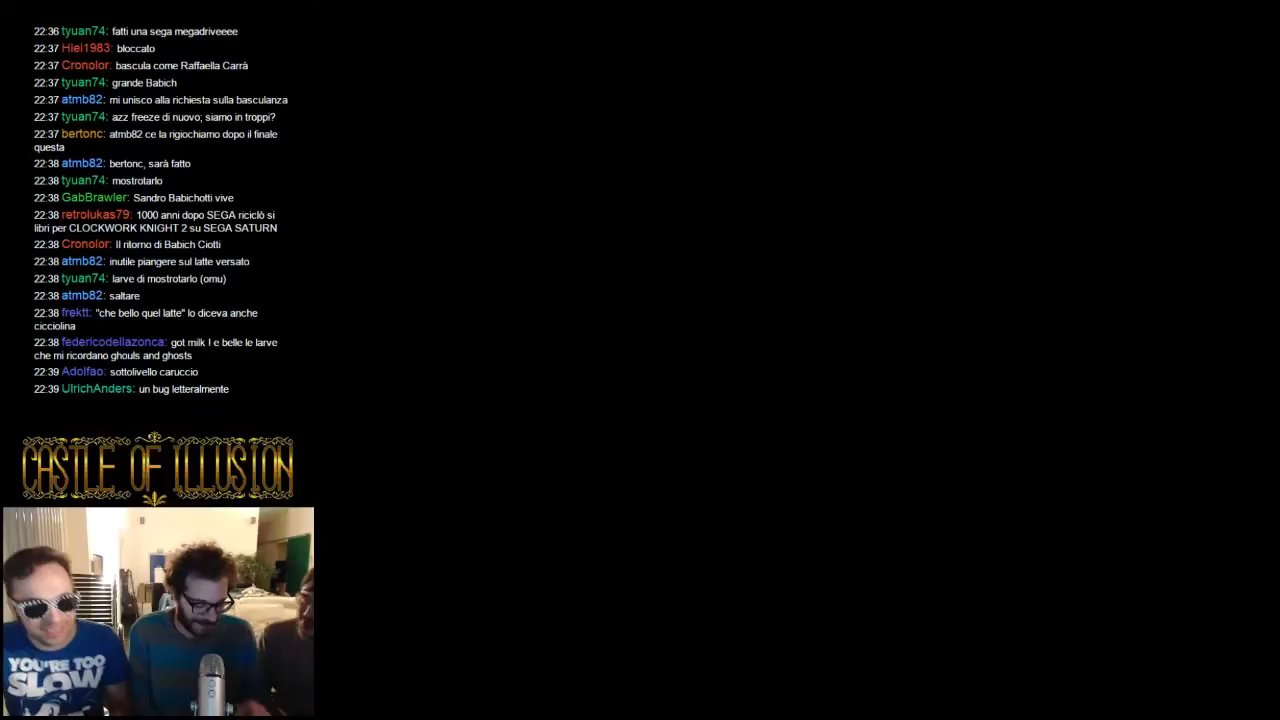 22:36 tyuan74: fatti una sega megadriveeee
22:37 Hiei1983: bloccato
22:37 Cronolor: bascula come Raffaella Carrà
22:37 tyuan74: grande Babich
22:37 atmb82: mi unisco alla richiesta sulla basculanza
22:37 tyuan74: azz freeze di nuovo; siamo in troppi?
22:37 bertonc: atmb82 ce la rigiochiamo dopo il finale
questa
22:38 atmb82: bertonc, sarà fatto
22:38 tyuan74: mostrotarlo
22:38 GabBrawler: Sandro Babichotti vive
22:38 retrolukas79: 1000 anni dopo SEGA riciclò si
libri per CLOCKWORK KNIGHT 2 su SEGA SATURN
22:38 Cronolor: Il ritorno di Babich Ciotti
22:38 atmb82: inutile piangere sul latte versato
22:38 tyuan74: larve di mostrotarlo (omu)
22:38 atmb82: saltare
22:38 frektt: "che bello quel latte" lo diceva anche
cicciolina
22:38 federicodellazonca: got milk ! e belle le larve
che mi ricordano ghouls and ghosts
22:39 Adolfao: sottolivello caruccio
22:39 UlrichAnders: un bug letteralmente
CASTLE OF ILLUSION
YOU'RE TOO
SLOW